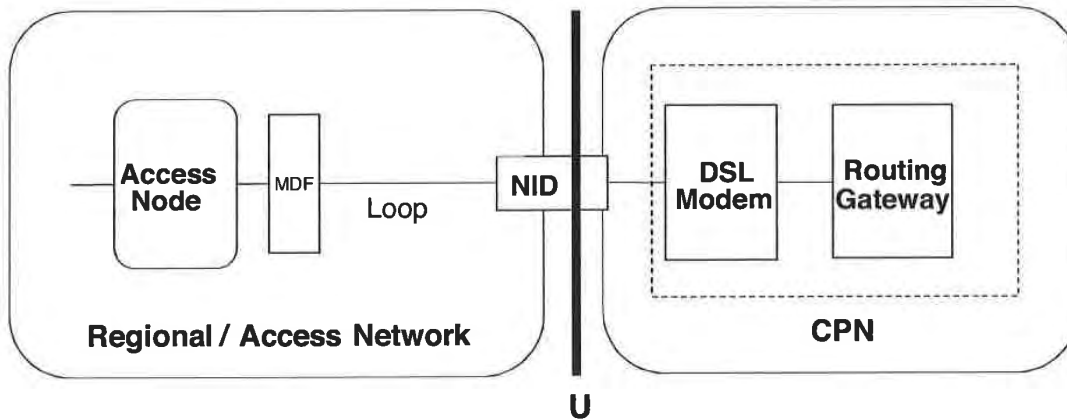 Access
Node
MDF
Loop
NID
DSL
Modem
Routing
Gateway
Regional / Access Network
CPN
U